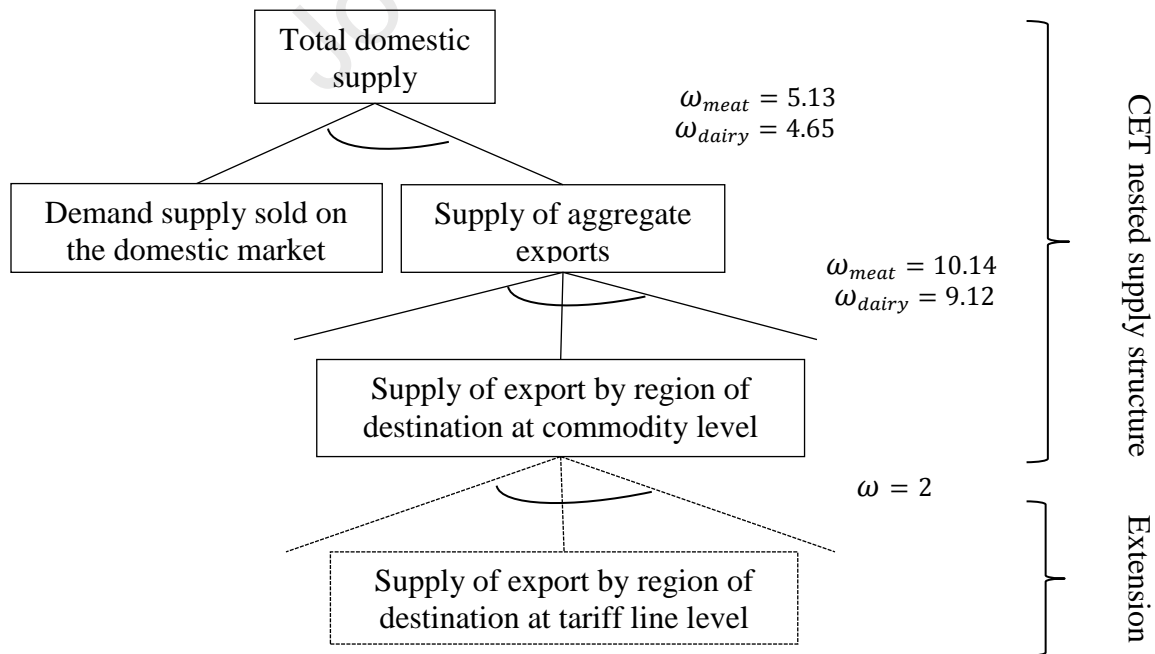 Jo
Total domestic
supply
ω_meat = 5.13
ω_dairy = 4.65
Demand supply sold on
the domestic market
Supply of aggregate
exports
ω_meat = 10.14
ω_dairy = 9.12
Supply of export by region of
destination at commodity level
ω = 2
Supply of export by region of
destination at tariff line level
CET nested supply structure
Extension